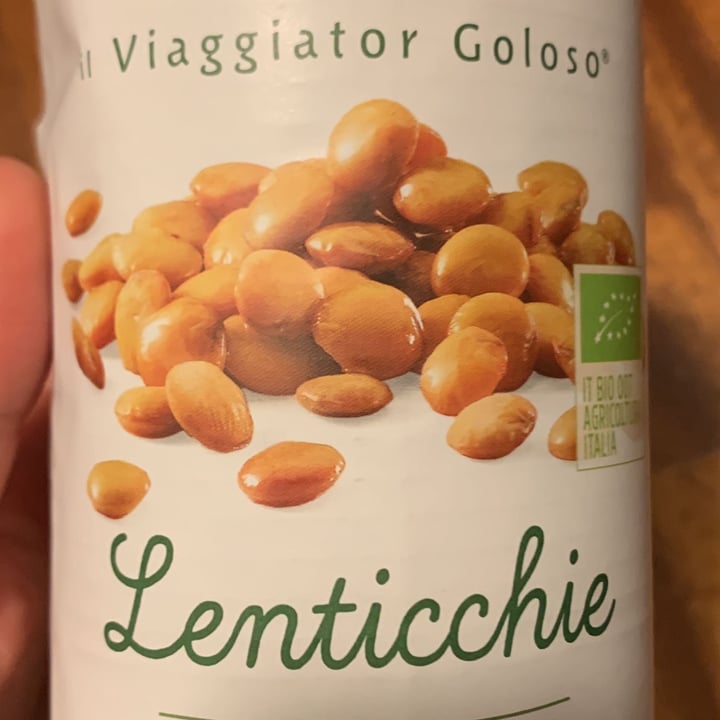 il Viaggiator Goloso®
IT BIO 007
AGRICOLTURA
ITALIA
Lenticchie